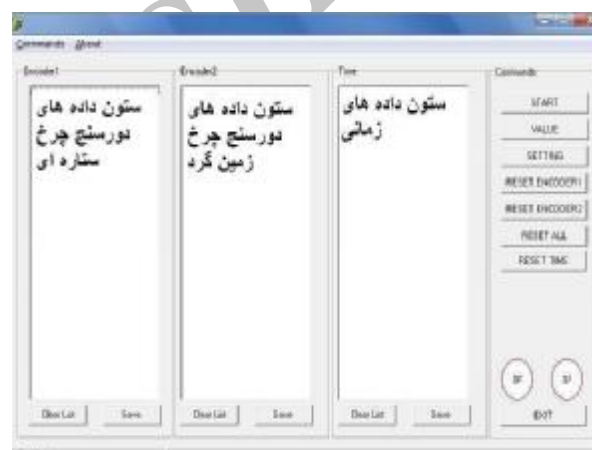 Commands About
Encoder1
ستون داده های
دورسنج چرخ
ستاره ای
Clear List Save
Encoder2
ستون داده های
دورسنج چرخ
زمین گرد
Clear List Save
Time
ستون داده های
زمانی
Clear List Save
Commands
START
VALUE
SETTING
RESET ENCODER1
RESET ENCODER2
RESET ALL
RESET TIME
EXIT